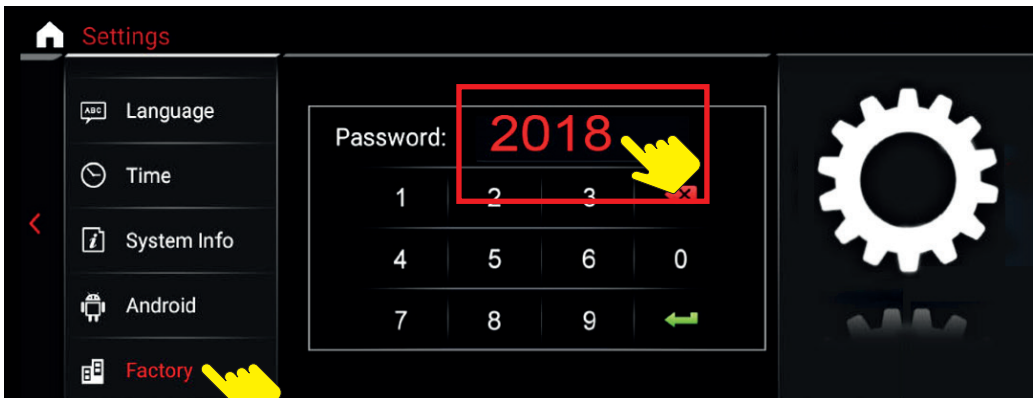 Settings
ABC Language
Time
i System Info
Android
Factory
Password: 2018
1 2 3
4 5 6 0
7 8 9